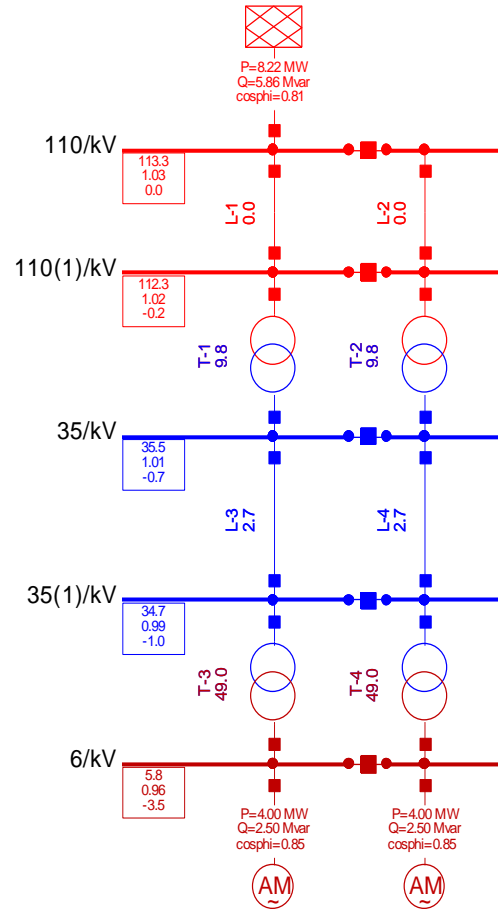 P=8.22 MW
Q=5.86 Mvar
cosphi=0.81
110/kV
113.3
1.03
0.0
L-1
0.0
L-2
0.0
110(1)/kV
112.3
1.02
-0.2
T-1
9.8
T-2
9.8
35/kV
35.5
1.01
-0.7
L-3
2.7
L-4
2.7
35(1)/kV
34.7
0.99
-1.0
T-3
49.0
T-4
49.0
6/kV
5.8
0.96
-3.5
P=4.00 MW
Q=2.50 Mvar
cosphi=0.85
P=4.00 MW
Q=2.50 Mvar
cosphi=0.85
AM
~
AM
~